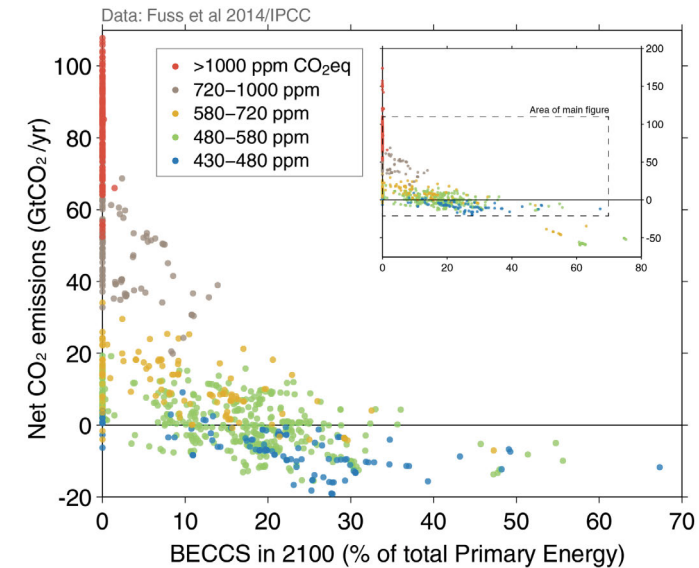 Data: Fuss et al 2014/IPCC
>1000 ppm CO₂eq
720–1000 ppm
580–720 ppm
480–580 ppm
430–480 ppm
Area of main figure
200
150
100
50
0
-50
0 20 40 60 80
Net CO₂ emissions (GtCO₂ /yr)
100
80
60
40
20
0
-20
0 10 20 30 40 50 60 70
BECCS in 2100 (% of total Primary Energy)